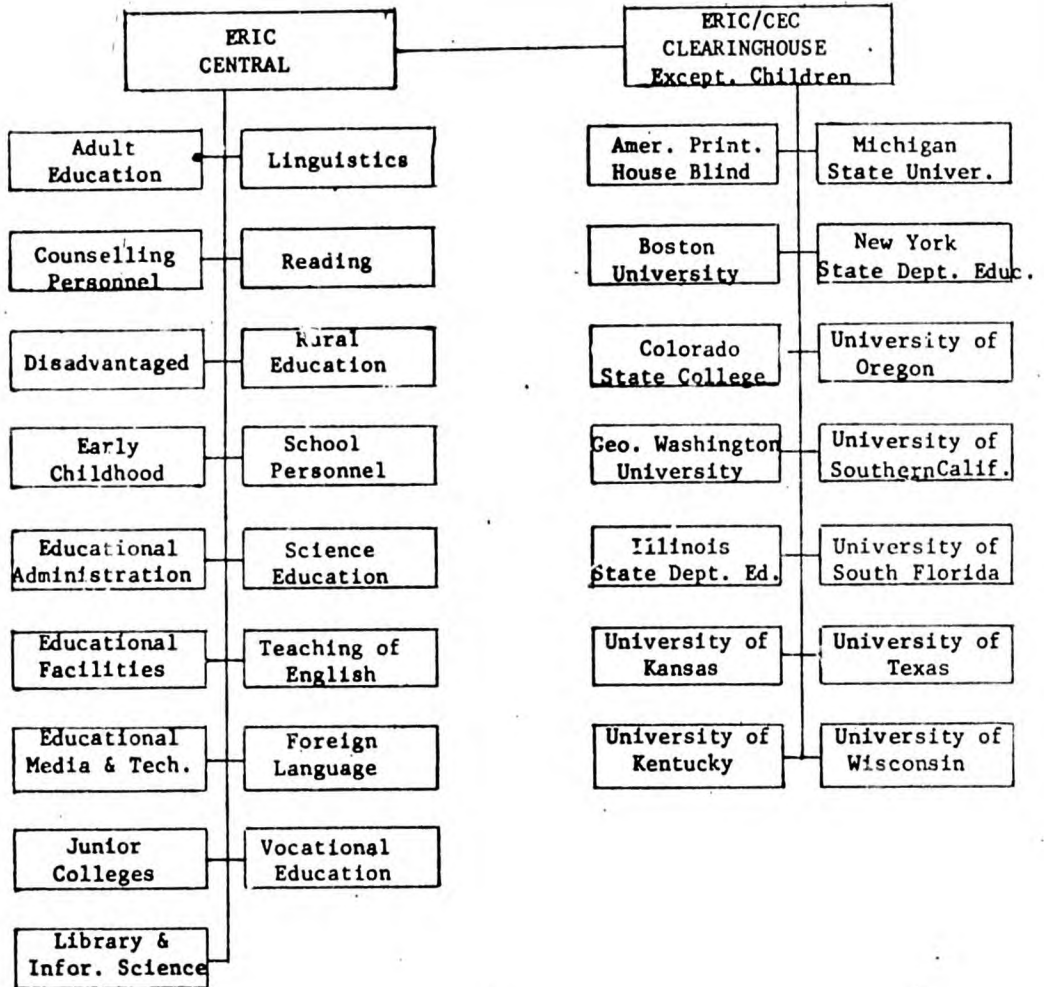 ERIC
CENTRAL
ERIC/CEC
CLEARINGHOUSE
Except. Children
Adult
Education
Linguistics
Counselling
Personnel
Reading
Disadvantaged
Rural
Education
Early
Childhood
School
Personnel
Educational
Administration
Science
Education
Educational
Facilities
Teaching of
English
Educational
Media & Tech.
Foreign
Language
Junior
Colleges
Vocational
Education
Library &
Infor. Science
Amer. Print.
House Blind
Michigan
State Univer.
Boston
University
New York
State Dept. Educ.
Colorado
State College
University of
Oregon
Geo. Washington
University
University of
Southern Calif.
Illinois
State Dept. Ed.
University of
South Florida
University of
Kansas
University of
Texas
University of
Kentucky
University of
Wisconsin